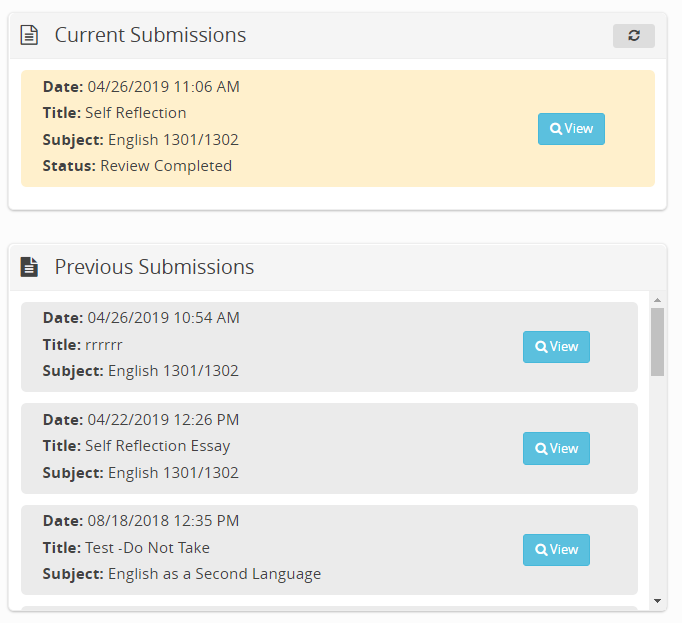 Current Submissions
Date: 04/26/2019 11:06 AM
Title: Self Reflection
Subject: English 1301/1302
Status: Review Completed
View
Previous Submissions
Date: 04/26/2019 10:54 AM
Title: rrrrrr
Subject: English 1301/1302
View
Date: 04/22/2019 12:26 PM
Title: Self Reflection Essay
Subject: English 1301/1302
View
Date: 08/18/2018 12:35 PM
Title: Test -Do Not Take
Subject: English as a Second Language
View